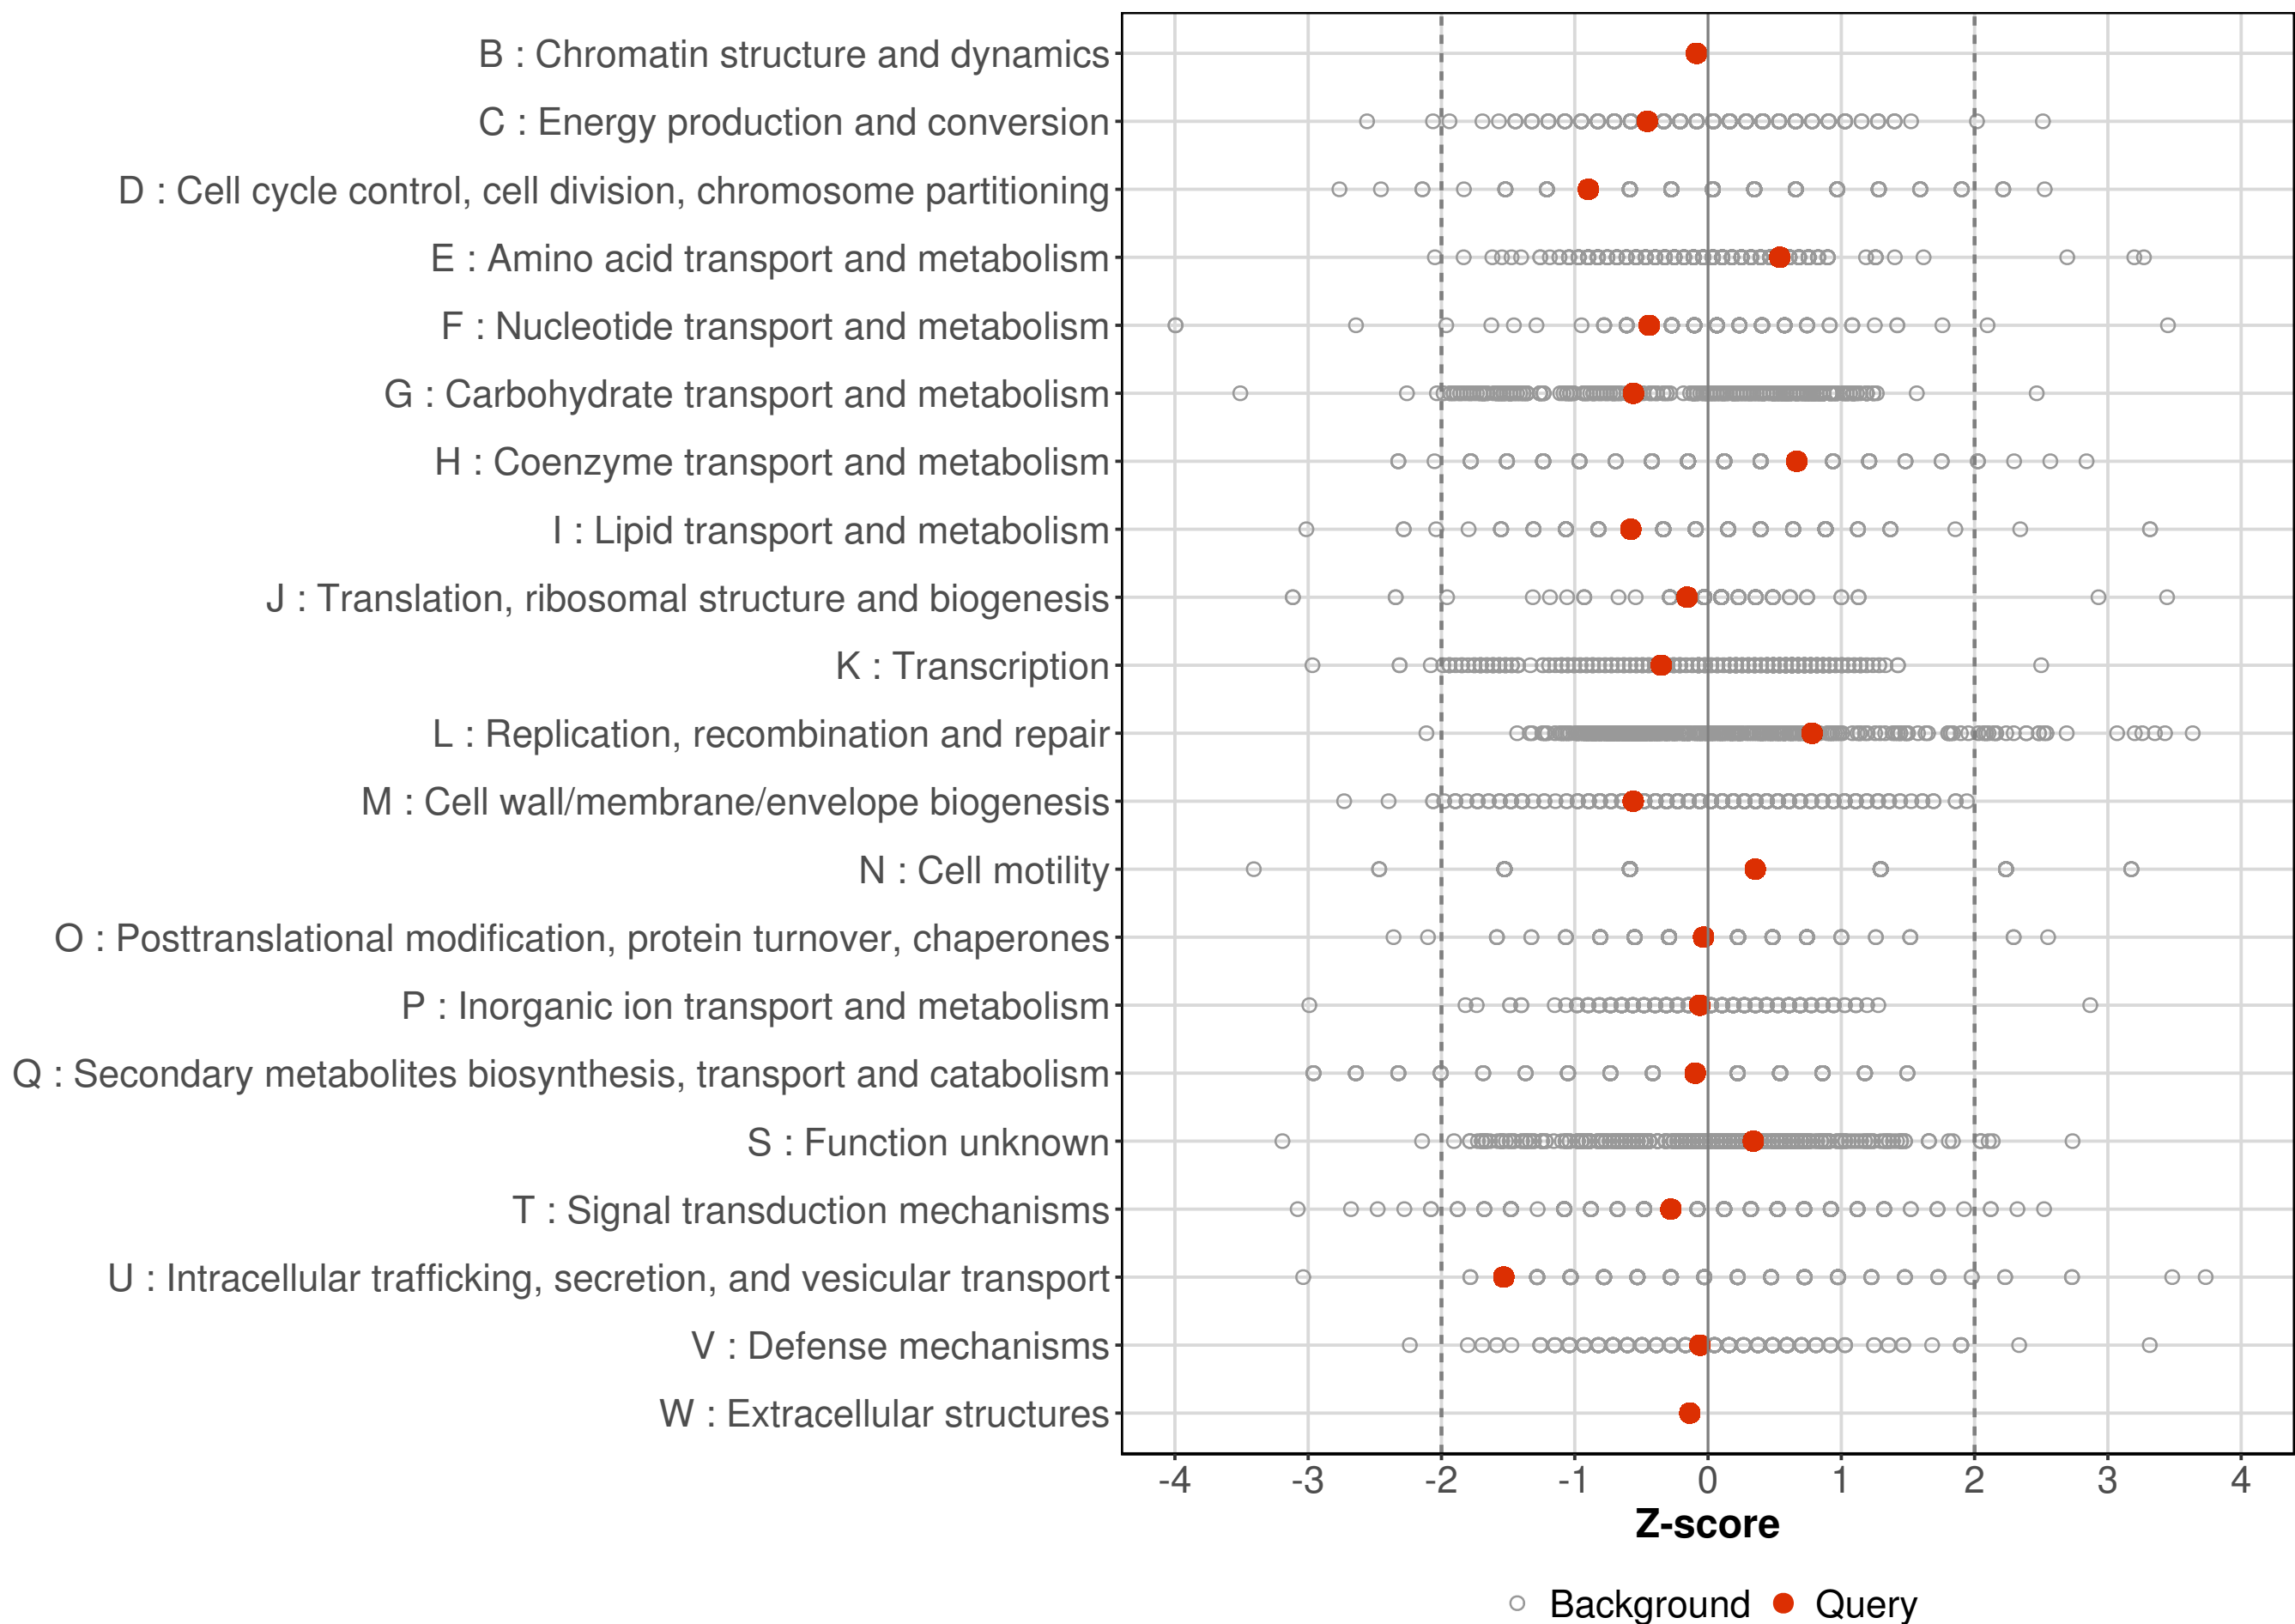 B : Chromatin structure and dynamics
C : Energy production and conversion
D : Cell cycle control, cell division, chromosome partitioning
E : Amino acid transport and metabolism
F : Nucleotide transport and metabolism
G : Carbohydrate transport and metabolism
H : Coenzyme transport and metabolism
I : Lipid transport and metabolism
J : Translation, ribosomal structure and biogenesis
K : Transcription
L : Replication, recombination and repair
M : Cell wall/membrane/envelope biogenesis
N : Cell motility
O : Posttranslational modification, protein turnover, chaperones
P : Inorganic ion transport and metabolism
Q : Secondary metabolites biosynthesis, transport and catabolism
S : Function unknown
T : Signal transduction mechanisms
U : Intracellular trafficking, secretion, and vesicular transport
V : Defense mechanisms
W : Extracellular structures
-4 -3 -2 -1 0 1 2 3 4
Z-score
Background Query